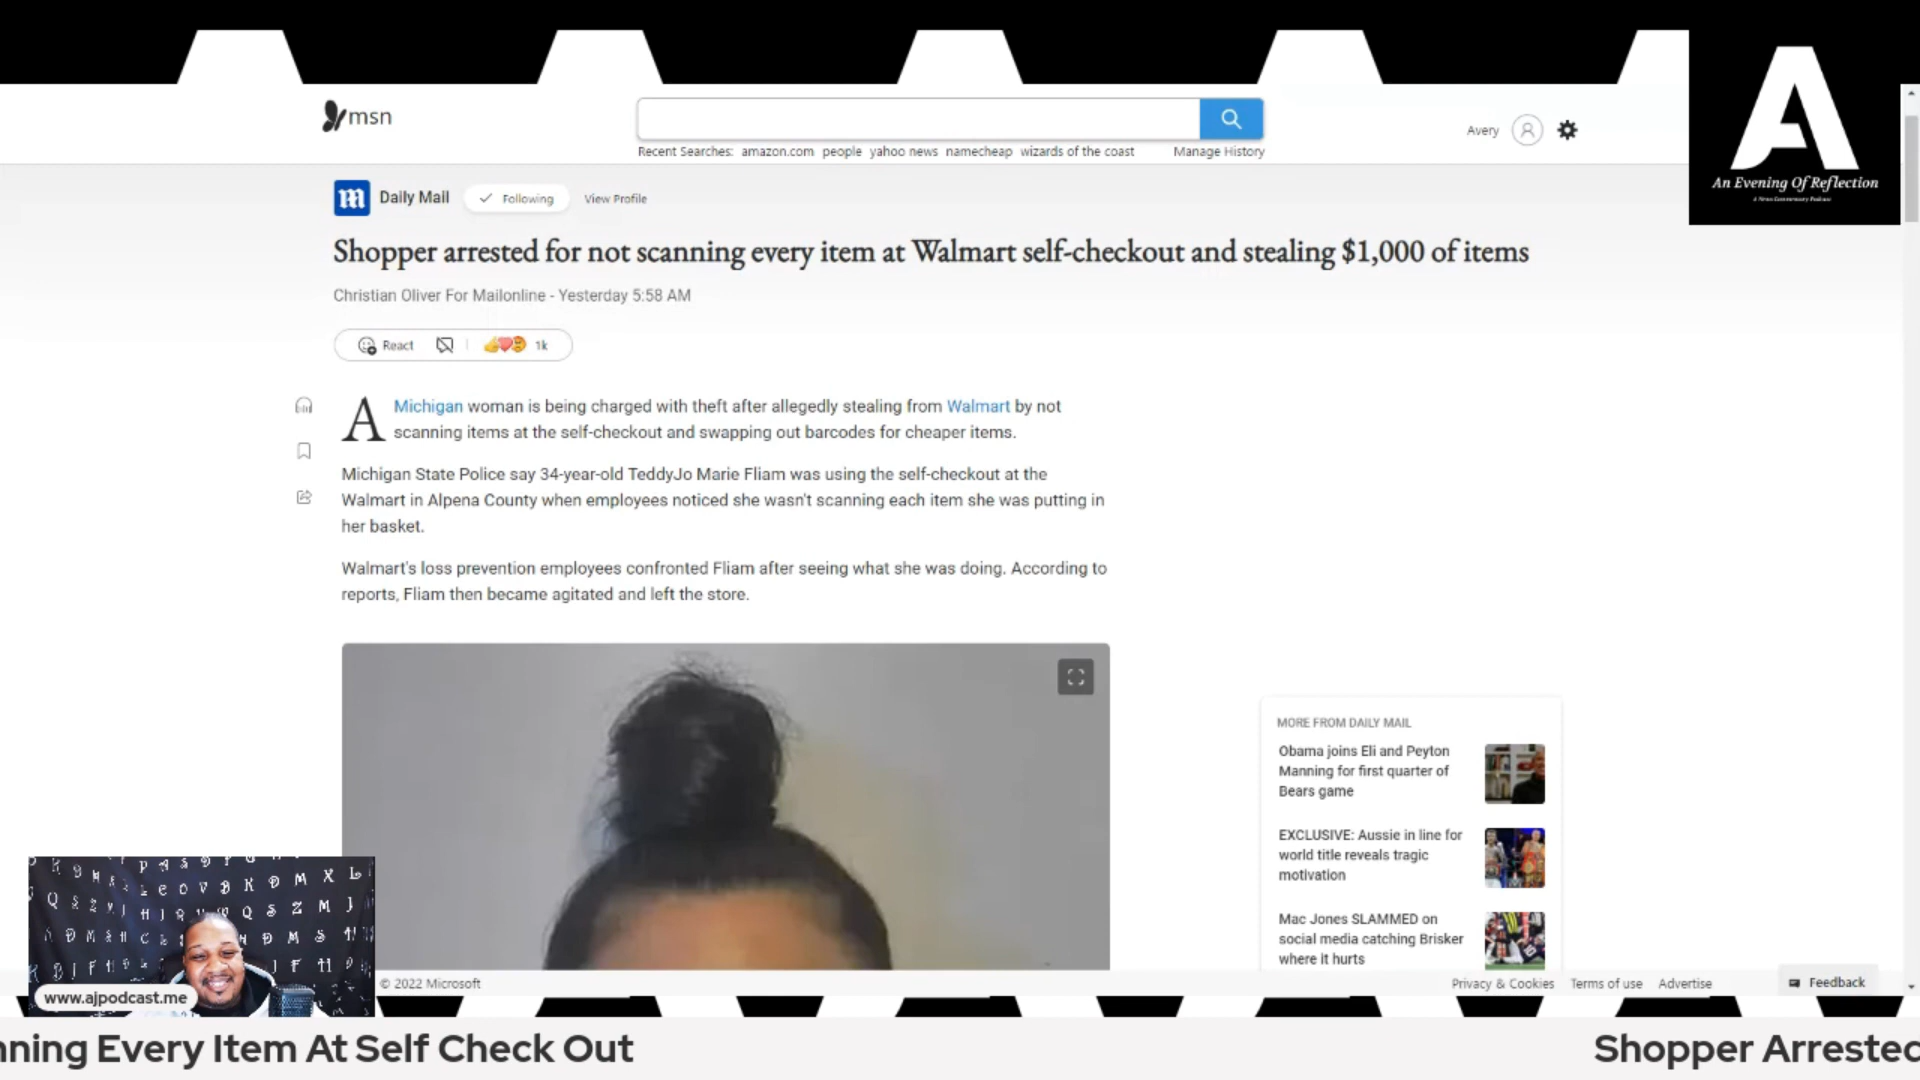 msn
Recent Searches: amazon.com people yahoo news namecheap wizards of the coast Manage History
Avery
A
An Evening Of Reflection
A News Commentary Podcast
m Daily Mail Following View Profile
Shopper arrested for not scanning every item at Walmart self-checkout and stealing $1,000 of items
Christian Oliver For Mailonline - Yesterday 5:58 AM
React 1k
A Michigan woman is being charged with theft after allegedly stealing from Walmart by not
scanning items at the self-checkout and swapping out barcodes for cheaper items.
Michigan State Police say 34-year-old TeddyJo Marie Fliam was using the self-checkout at the
Walmart in Alpena County when employees noticed she wasn't scanning each item she was putting in
her basket.
Walmart's loss prevention employees confronted Fliam after seeing what she was doing. According to
reports, Fliam then became agitated and left the store.
MORE FROM DAILY MAIL
Obama joins Eli and Peyton
Manning for first quarter of
Bears game
EXCLUSIVE: Aussie in line for
world title reveals tragic
motivation
Mac Jones SLAMMED on
social media catching Brisker
where it hurts
www.ajpodcast.me
© 2022 Microsoft
Privacy & Cookies Terms of use Advertise Feedback
nning Every Item At Self Check Out
Shopper Arrested